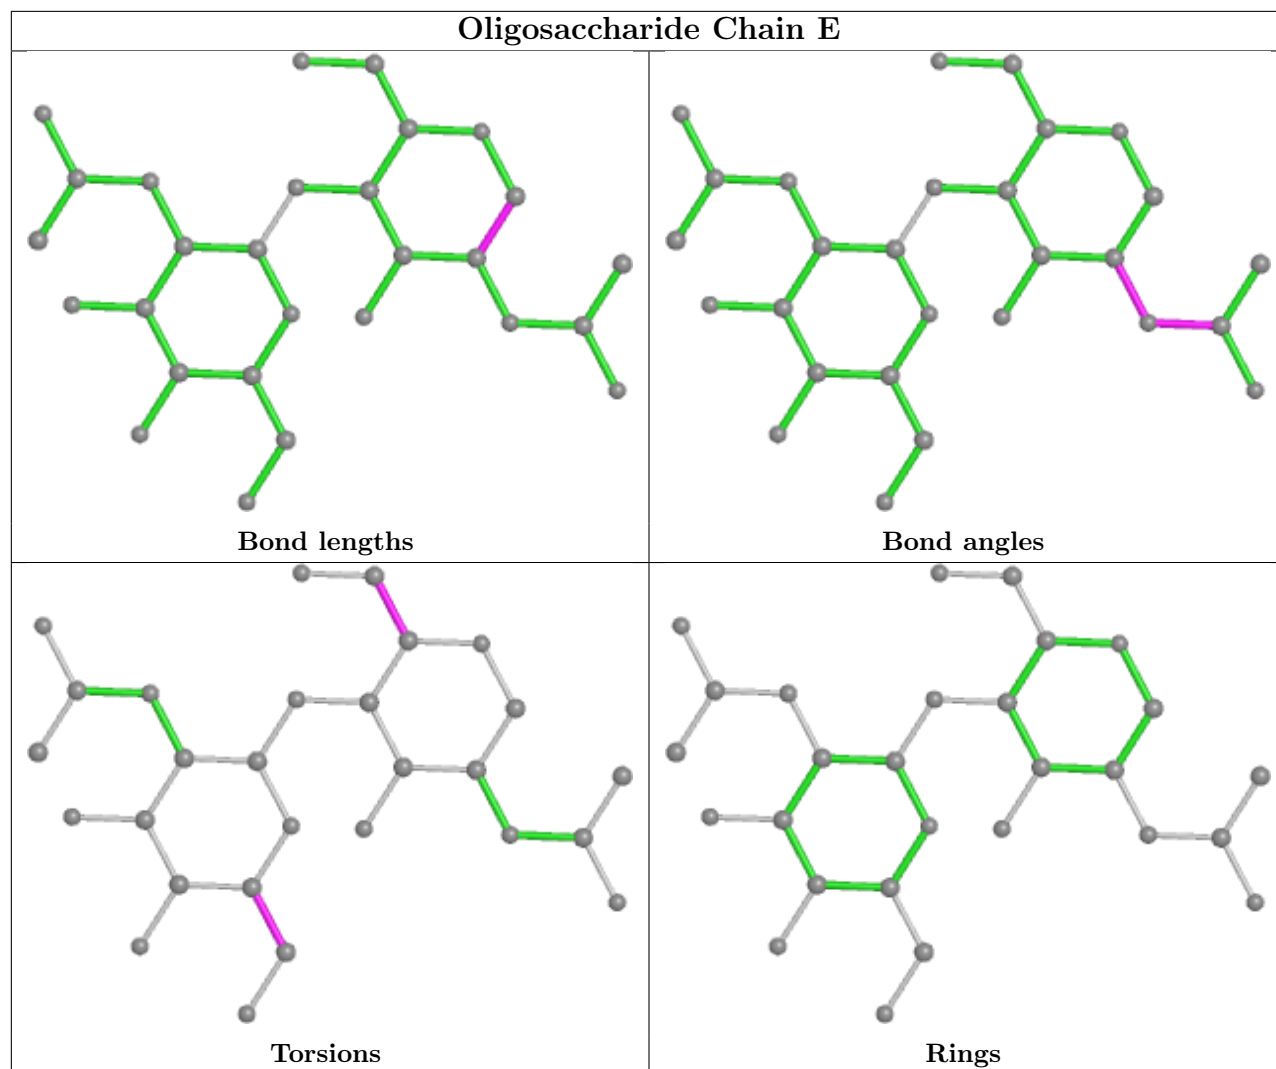 Oligosaccharide Chain E
Bond lengths
Bond angles
Torsions
Rings